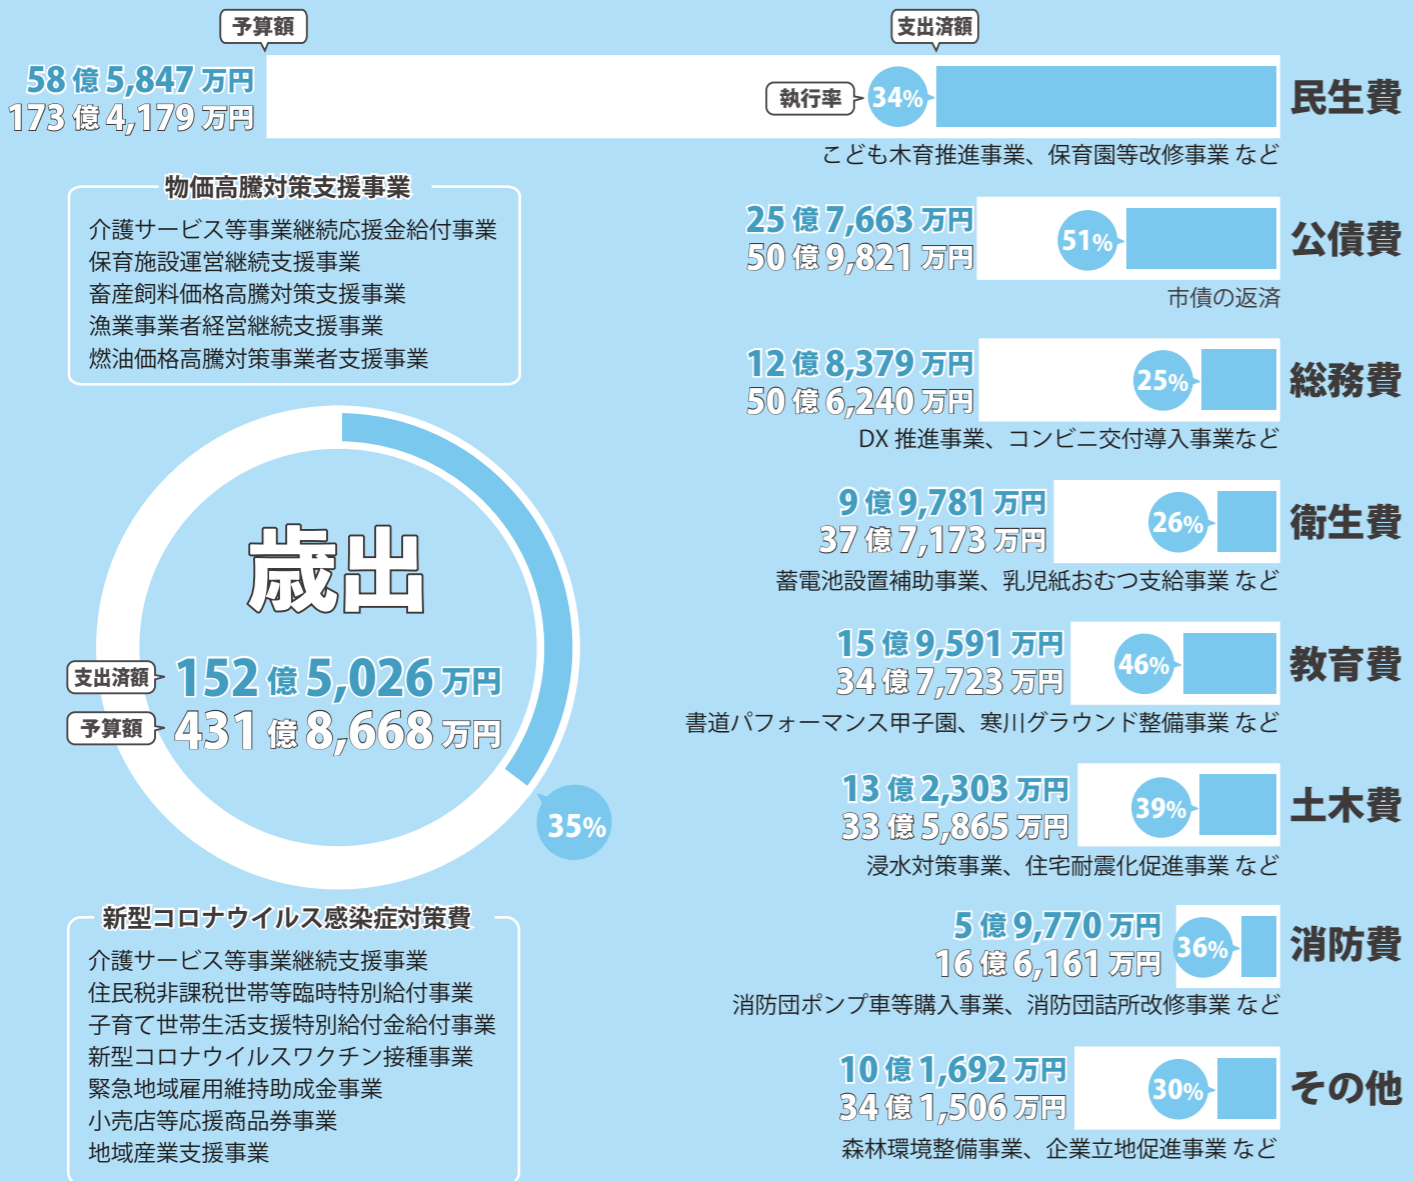 予算額
支出済額
58億5,847万円
173億4,179万円
執行率
34%
民生費
こども木育推進事業、保育園等改修事業 など
物価高騰対策支援事業
介護サービス等事業継続応援金給付事業
保育施設運営継続支援事業
畜産飼料価格高騰対策支援事業
漁業事業者経営継続支援事業
燃油価格高騰対策事業者支援事業
25億7,663万円
50億9,821万円
51%
公債費
市債の返済
12億8,379万円
50億6,240万円
25%
総務費
DX 推進事業、コンビニ交付導入事業など
9億9,781万円
37億7,173万円
26%
衛生費
蓄電池設置補助事業、乳児紙おむつ支給事業 など
歳出
支出済額
152億5,026万円
予算額
431億8,668万円
35%
15億9,591万円
34億7,723万円
46%
教育費
書道パフォーマンス甲子園、寒川グラウンド整備事業 など
13億2,303万円
33億5,865万円
39%
土木費
浸水対策事業、住宅耐震化促進事業 など
5億9,770万円
16億6,161万円
36%
消防費
消防団ポンプ車等購入事業、消防団詰所改修事業 など
10億1,692万円
34億1,506万円
30%
その他
森林環境整備事業、企業立地促進事業 など
新型コロナウイルス感染症対策費
介護サービス等事業継続支援事業
住民税非課税世帯等臨時特別給付事業
子育て世帯生活支援特別給付金給付事業
新型コロナウイルスワクチン接種事業
緊急地域雇用維持助成金事業
小売店等応援商品券事業
地域産業支援事業